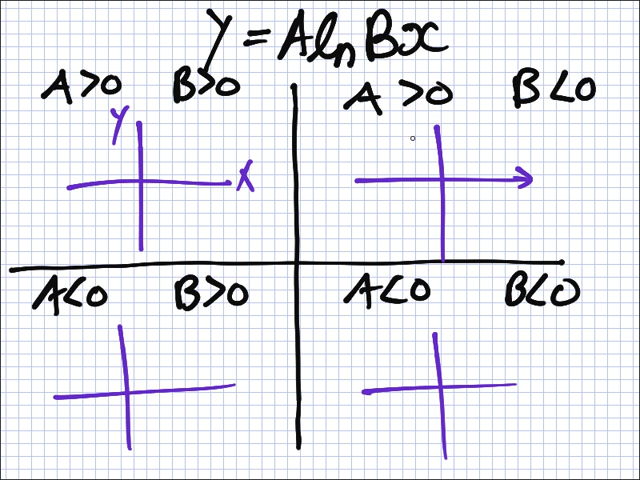 Y = A ln Bx
A >0 B>0
A >0 B <0
Y
X
A<0 B>0
A<0 B<0